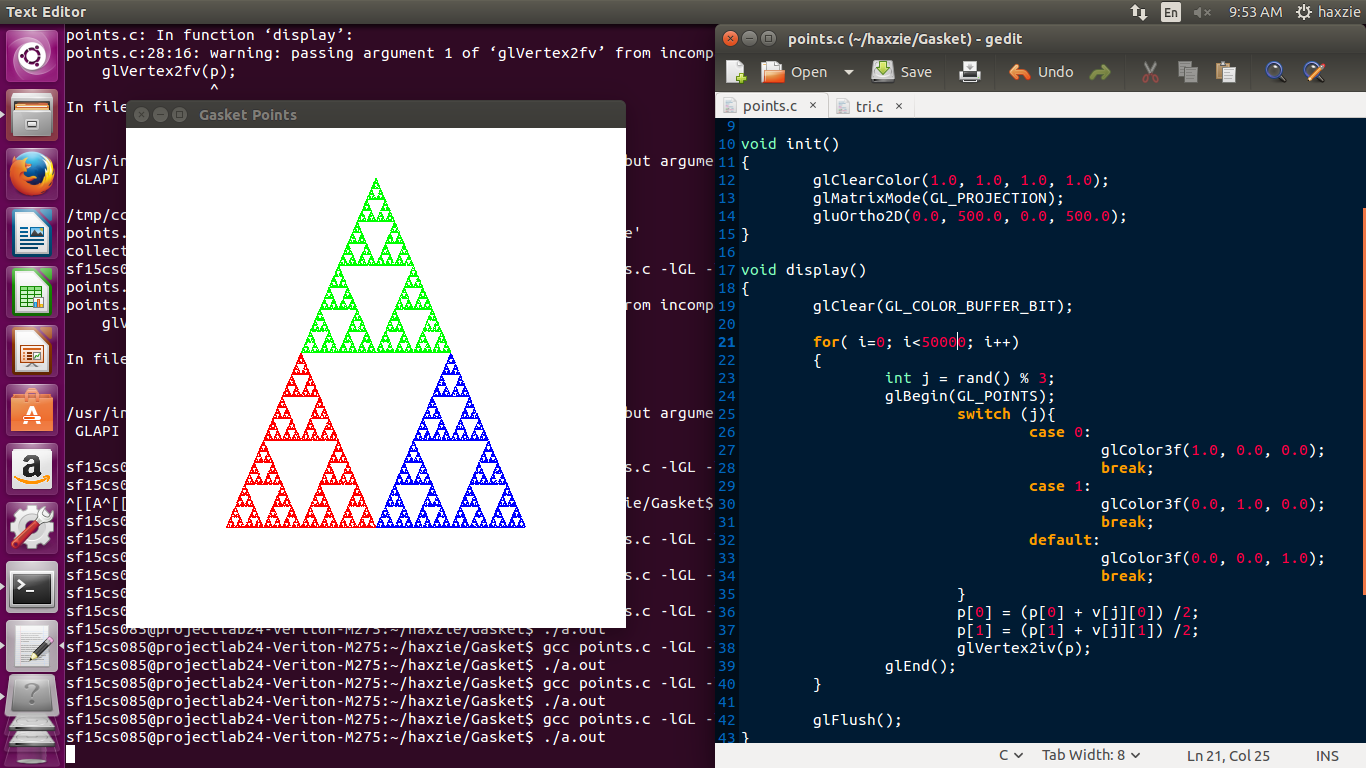 Text Editor
En
9:53 AM
haxzie
points.c: In function ‘display’:
points.c:28:16: warning: passing argument 1 of ‘glVertex2fv’ from incomp
glVertex2fv(p);
^
In file
Gasket Points
/usr/in but argume
GLAPI
/tmp/cc
points. e'
collect
sf15cs0 s.c -lGL -
points.
points. rom incomp
glV
In file
/usr/in but argume
GLAPI
sf15cs0 s.c -lGL -
sf15cs0
^[[A^[[ ie/Gasket$
sf15cs0 s.c -lGL -
sf15cs0
sf15cs0 s.c -lGL -
sf15cs0
sf15cs0 s.c -lGL -
sf15cs0
sf15cs085@projectlab24-Veriton-M275:~/haxzie/Gasket$ ./a.out
sf15cs085@projectlab24-Veriton-M275:~/haxzie/Gasket$ gcc points.c -lGL -
sf15cs085@projectlab24-Veriton-M275:~/haxzie/Gasket$ ./a.out
sf15cs085@projectlab24-Veriton-M275:~/haxzie/Gasket$ gcc points.c -lGL -
sf15cs085@projectlab24-Veriton-M275:~/haxzie/Gasket$ ./a.out
sf15cs085@projectlab24-Veriton-M275:~/haxzie/Gasket$ gcc points.c -lGL -
sf15cs085@projectlab24-Veriton-M275:~/haxzie/Gasket$ ./a.out
points.c (~/haxzie/Gasket) - gedit
Open Save Undo
points.c × tri.c ×
9
10 void init()
11 {
12 glClearColor(1.0, 1.0, 1.0, 1.0);
13 glMatrixMode(GL_PROJECTION);
14 gluOrtho2D(0.0, 500.0, 0.0, 500.0);
15 }
16
17 void display()
18 {
19 glClear(GL_COLOR_BUFFER_BIT);
20
21 for( i=0; i<50000; i++)
22 {
23 int j = rand() % 3;
24 glBegin(GL_POINTS);
25 switch (j){
26 case 0:
27 glColor3f(1.0, 0.0, 0.0);
28 break;
29 case 1:
30 glColor3f(0.0, 1.0, 0.0);
31 break;
32 default:
33 glColor3f(0.0, 0.0, 1.0);
34 break;
35 }
36 p[0] = (p[0] + v[j][0]) /2;
37 p[1] = (p[1] + v[j][1]) /2;
38 glVertex2iv(p);
39 glEnd();
40 }
41
42 glFlush();
43 }
C Tab Width: 8 Ln 21, Col 25 INS